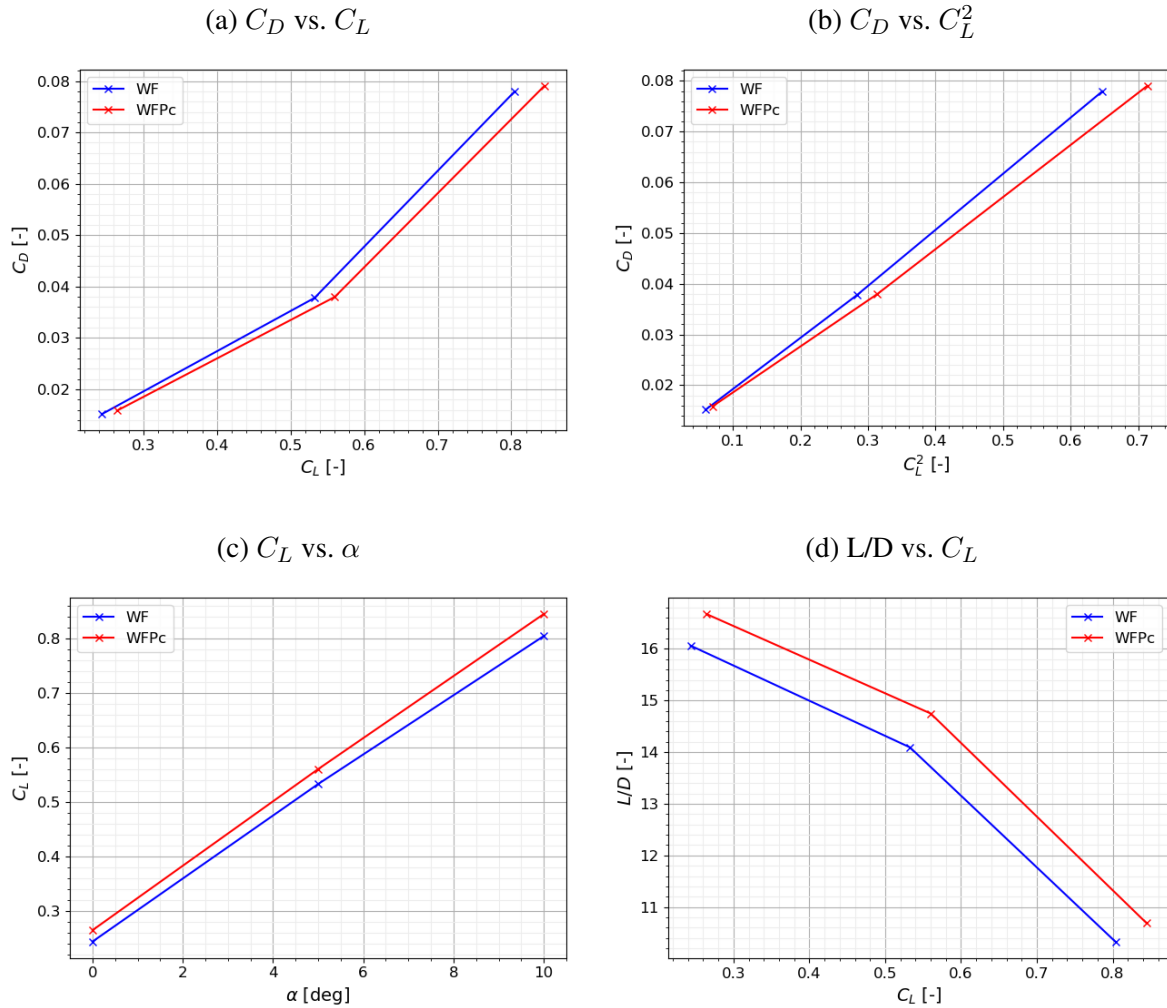 (a) C_D vs. C_L
WF
WFPc
0.08
0.07
0.06
0.05
0.04
0.03
0.02
C_D [-]
0.3 0.4 0.5 0.6 0.7 0.8
C_L [-]
(b) C_D vs. C_L^2
WF
WFPc
0.08
0.07
0.06
0.05
0.04
0.03
0.02
C_D [-]
0.1 0.2 0.3 0.4 0.5 0.6 0.7
C_L^2 [-]
(c) C_L vs. α
WF
WFPc
0.8
0.7
0.6
0.5
0.4
0.3
C_L [-]
0 2 4 6 8 10
α [deg]
(d) L/D vs. C_L
WF
WFPc
16
15
14
13
12
11
L/D [-]
0.3 0.4 0.5 0.6 0.7 0.8
C_L [-]